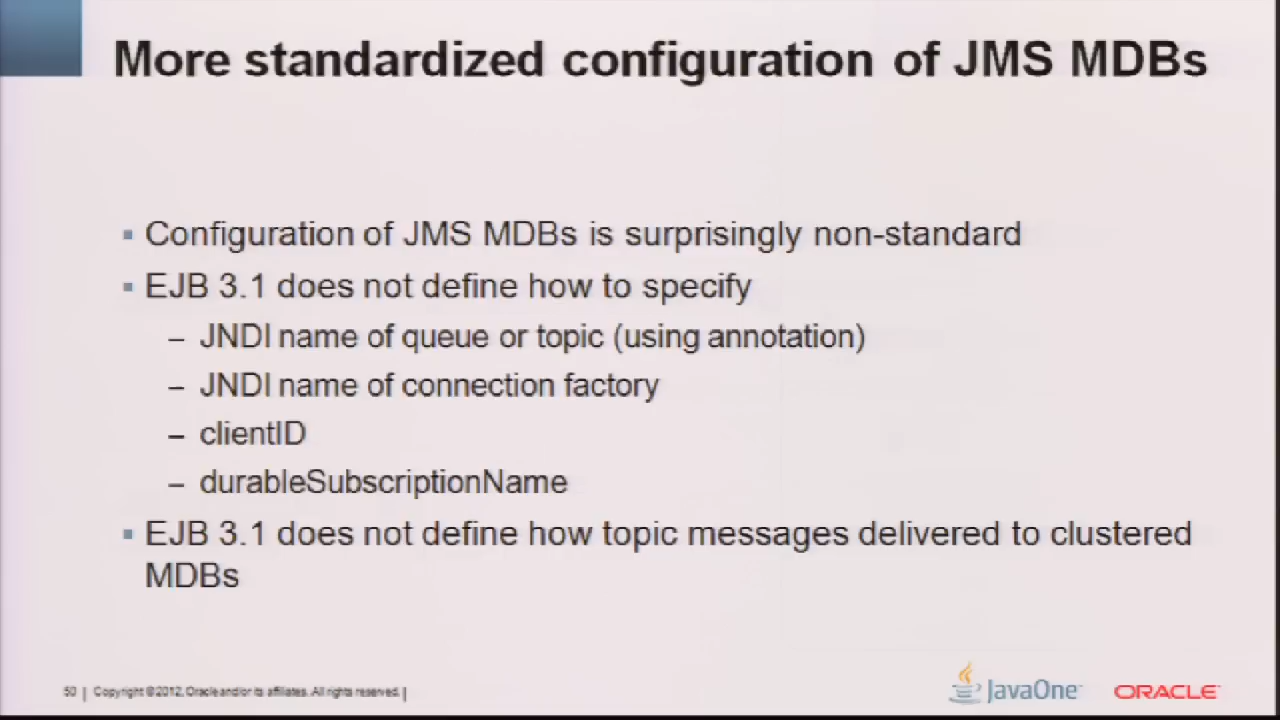 More standardized configuration of JMS MDBs
▪ Configuration of JMS MDBs is surprisingly non-standard
▪ EJB 3.1 does not define how to specify
– JNDI name of queue or topic (using annotation)
– JNDI name of connection factory
– clientID
– durableSubscriptionName
▪ EJB 3.1 does not define how topic messages delivered to clustered
MDBs
50 | Copyright © 2012, Oracle and/or its affiliates. All rights reserved. |
JavaOne
ORACLE